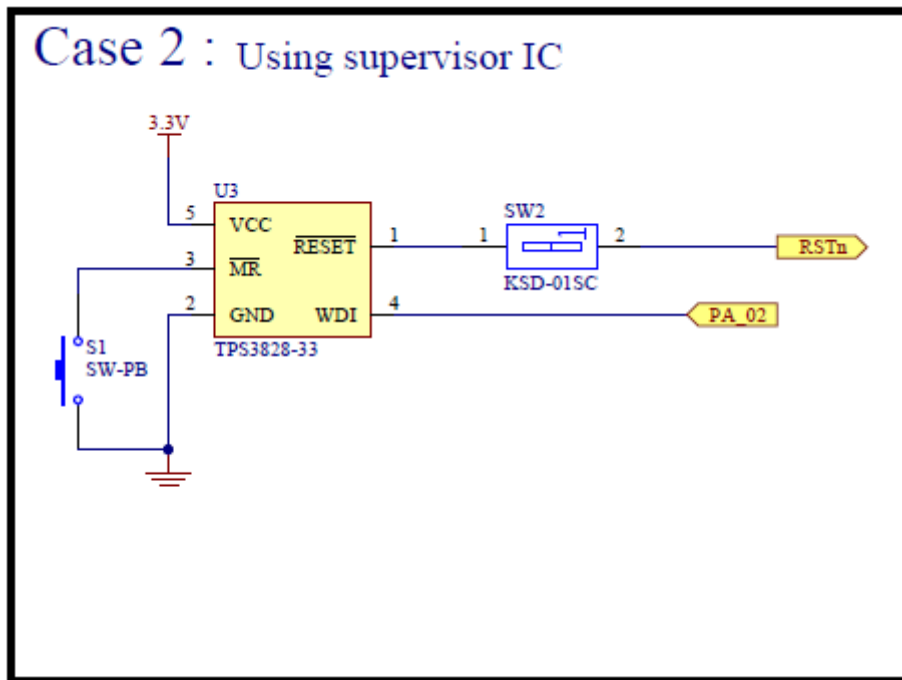 Case 2 : Using supervisor IC
3.3V
U3
5 VCC
RESET 1
3 MR
2 GND
WDI 4
TPS3828-33
S1
SW-PB
SW2
1 2
KSD-01SC
RSTn
PA_02